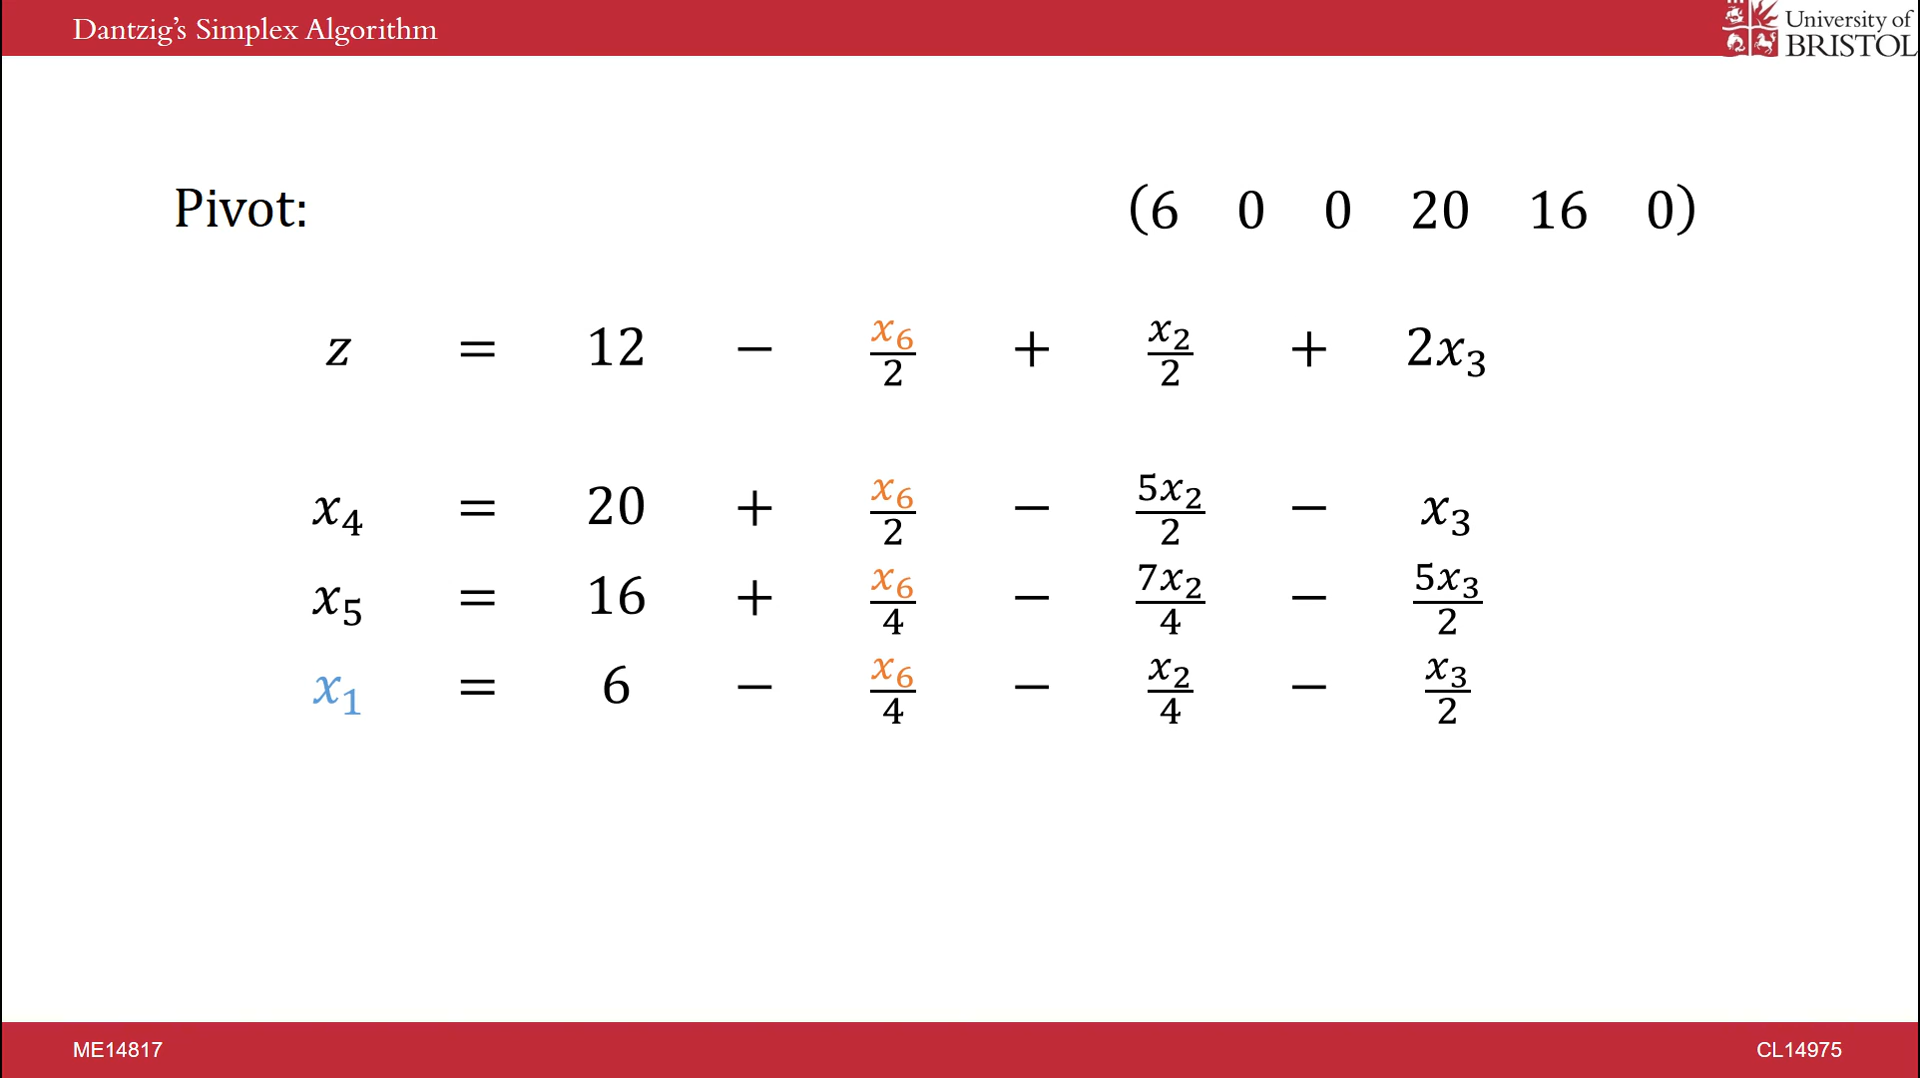 Dantzig’s Simplex Algorithm
University of
BRISTOL
Pivot: (6 0 0 20 16 0)
z = 12 − x₆/2 + x₂/2 + 2x₃
x₄ = 20 + x₆/2 − 5x₂/2 − x₃
x₅ = 16 + x₆/4 − 7x₂/4 − 5x₃/2
x₁ = 6 − x₆/4 − x₂/4 − x₃/2
ME14817 CL14975